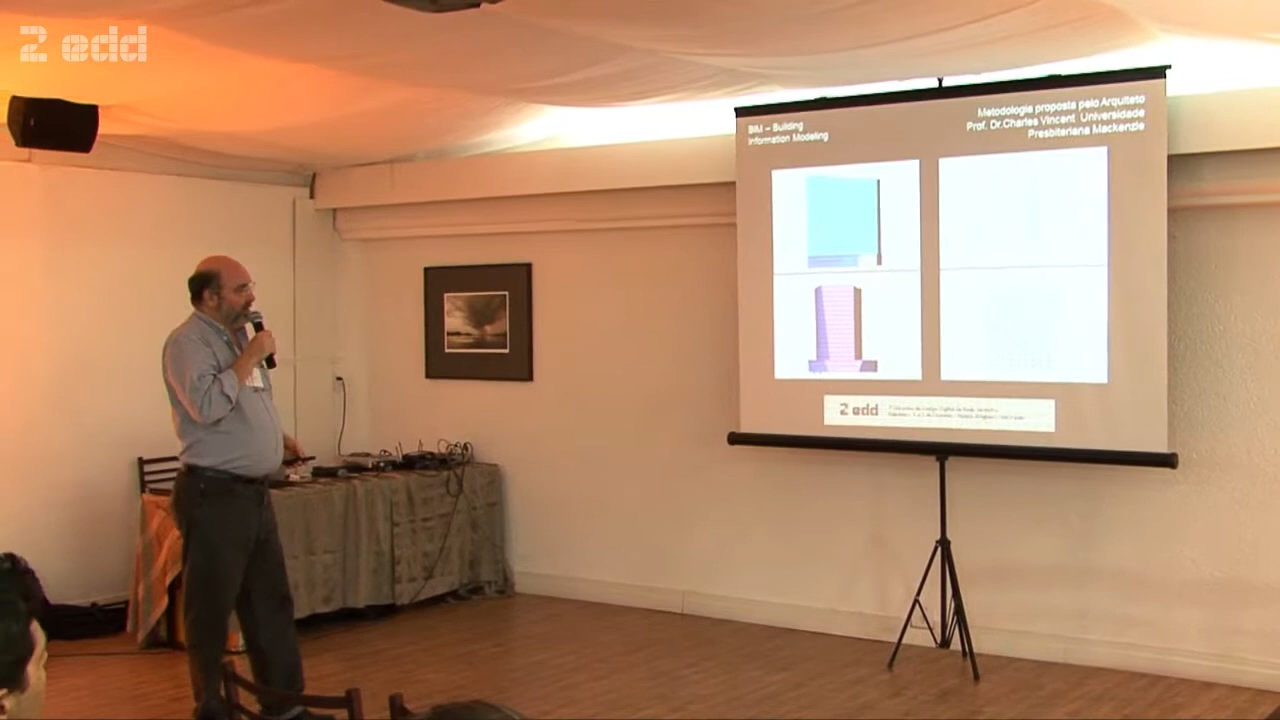 2 edd
BIM – Building
Information Modeling
Metodologia proposta pelo Arquiteto
Prof. Dr.Charles Vincent Universidade
Presbiteriana Mackenzie
2 edd